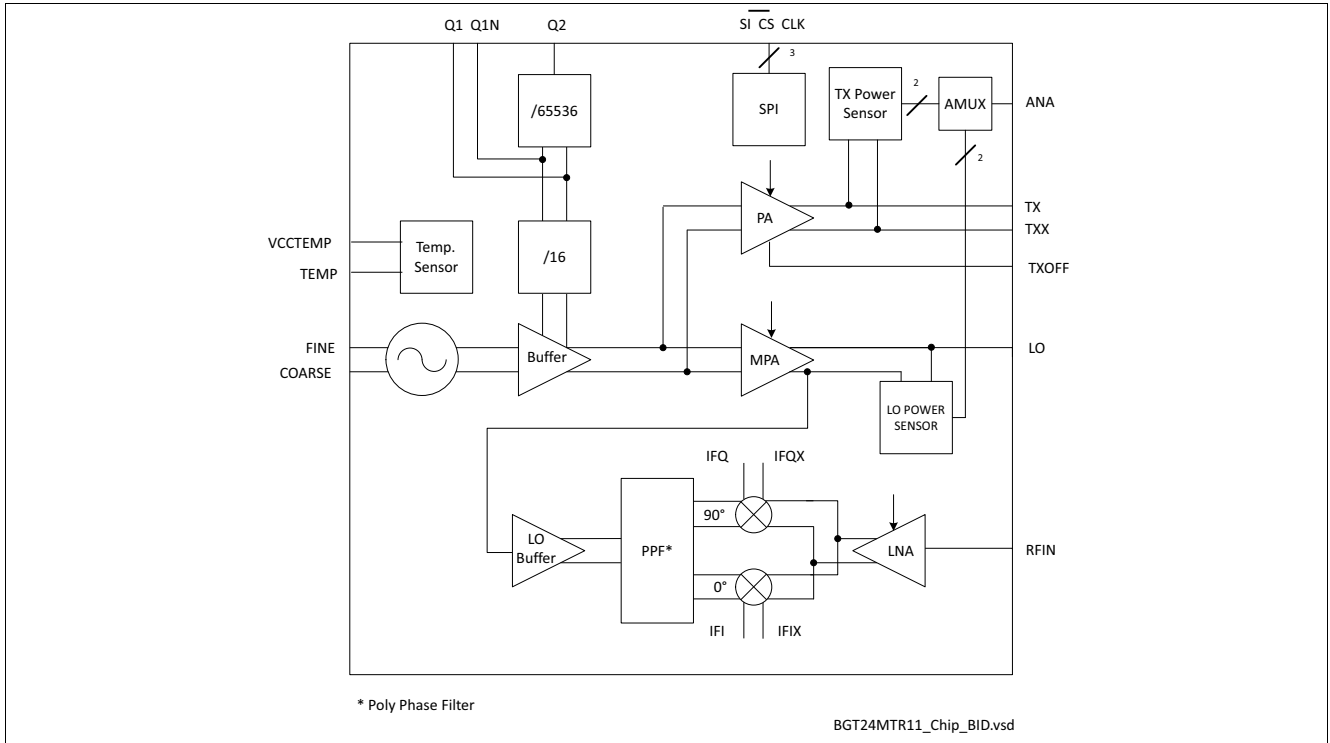 Q1 Q1N Q2 SI CS CLK
3
/65536
SPI
TX Power
Sensor
2
AMUX
ANA
2
PA
TX
TXX
TXOFF
VCCTEMP
TEMP
Temp.
Sensor
/16
FINE
COARSE
Buffer
MPA
LO
LO POWER
SENSOR
IFQ IFQX
LO
Buffer
PPF*
90°
0°
LNA
RFIN
IFI IFIX
* Poly Phase Filter
BGT24MTR11_Chip_BID.vsd